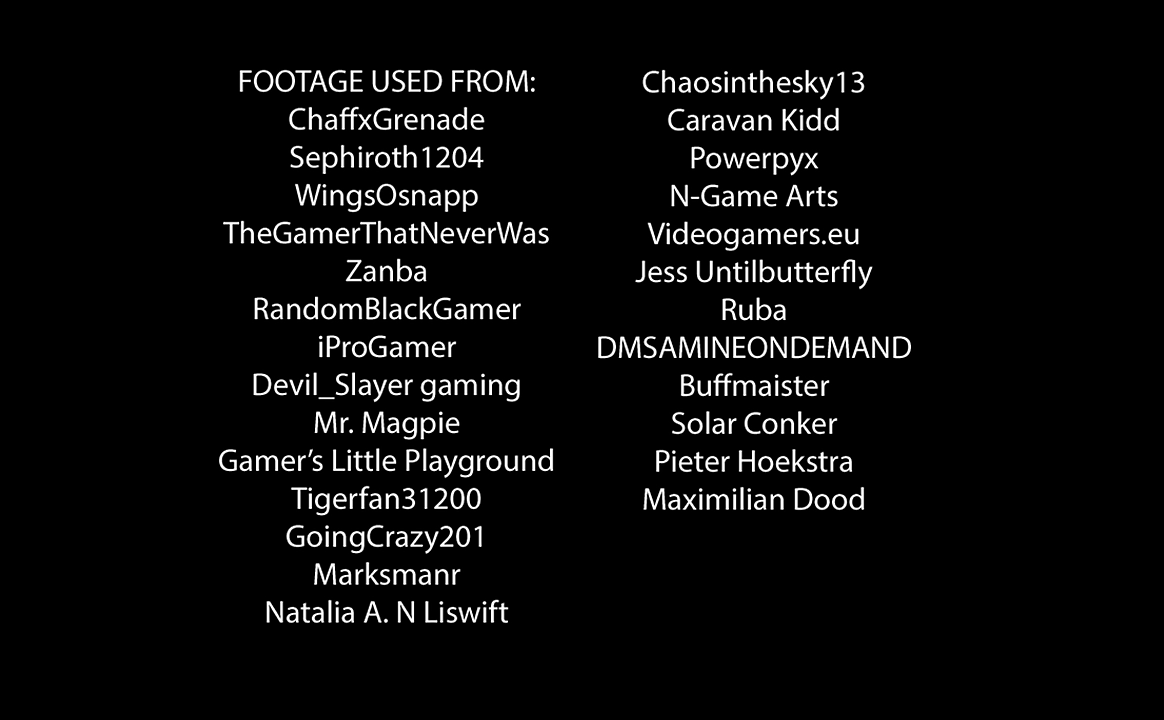 FOOTAGE USED FROM:
ChaffxGrenade
Sephiroth1204
WingsOsnapp
TheGamerThatNeverWas
Zanba
RandomBlackGamer
iProGamer
Devil_Slayer gaming
Mr. Magpie
Gamer’s Little Playground
Tigerfan31200
GoingCrazy201
Marksmanr
Natalia A. N Liswift
Chaosinthesky13
Caravan Kidd
Powerpyx
N-Game Arts
Videogamers.eu
Jess Untilbutterfly
Ruba
DMSAMINEONDEMAND
Buffmaister
Solar Conker
Pieter Hoekstra
Maximilian Dood